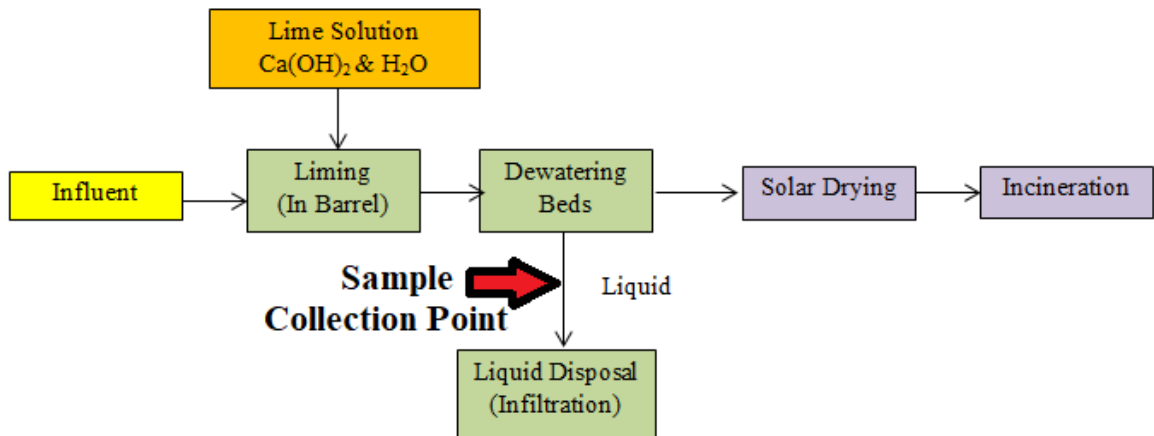 Lime Solution
Ca(OH)₂ & H₂O
Influent
Liming
(In Barrel)
Dewatering
Beds
Solar Drying
Incineration
Sample
Collection Point
Liquid
Liquid Disposal
(Infiltration)